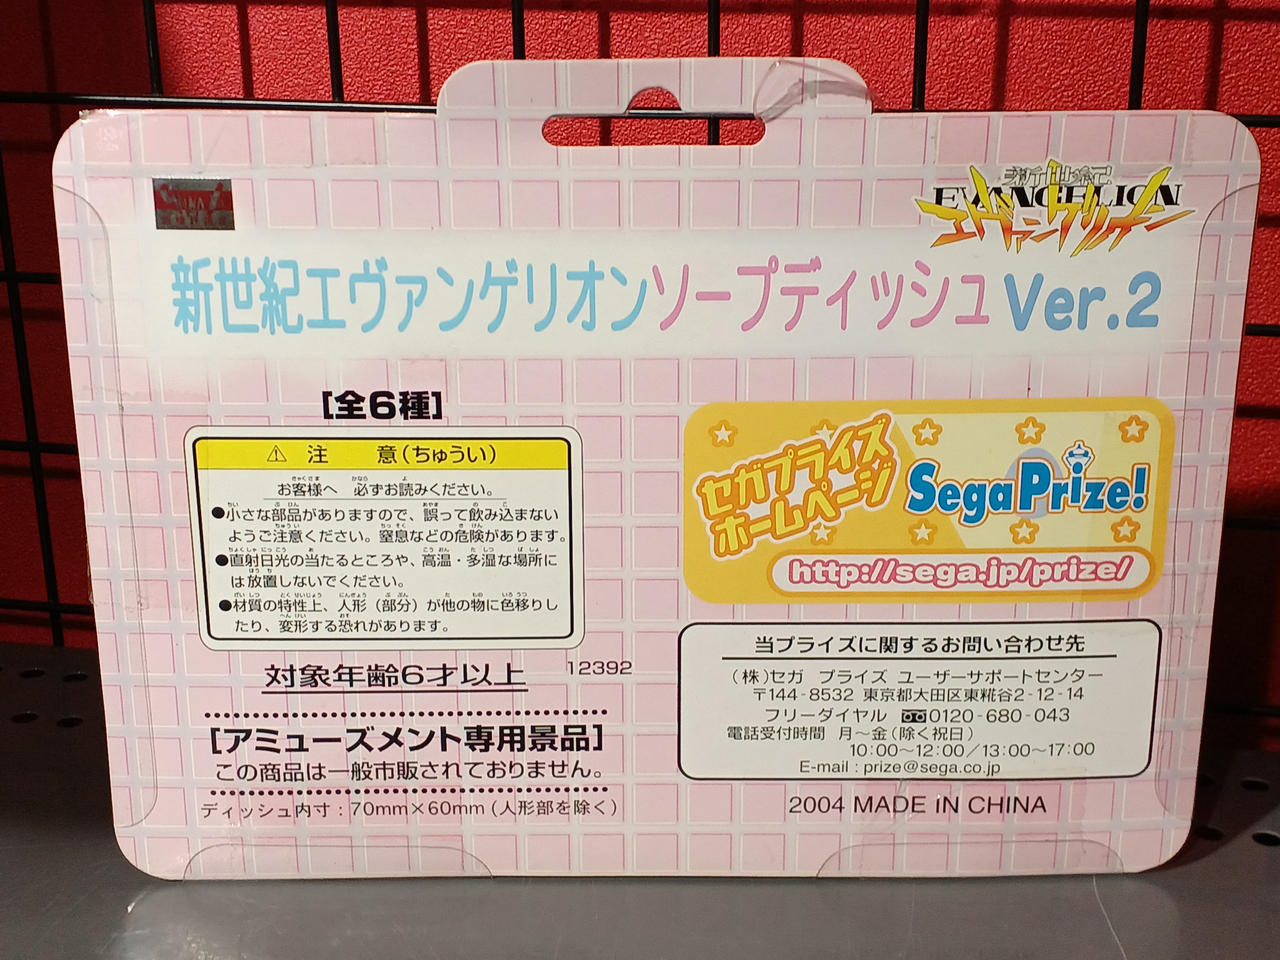 新世紀
EVANGELION
エヴァンゲリオン
新世紀エヴァンゲリオンソープディッシュVer.2
[全6種]
⚠ 注 意(ちゅうい)
お客様へ 必ずお読みください。
●小さな部品がありますので、誤って飲み込まない
ようご注意ください。窒息などの危険があります。
●直射日光の当たるところや、高温・多湿な場所に
は放置しないでください。
●材質の特性上、人形(部分)が他の物に色移りし
たり、変形する恐れがあります。
対象年齢6才以上
12392
[アミューズメント専用景品]
この商品は一般市販されておりません。
ディッシュ内寸:70mm×60mm(人形部を除く)
セガプライズ
ホームページ
SegaPrize!
http://sega.jp/prize/
当プライズに関するお問い合わせ先
(株)セガ プライズ ユーザーサポートセンター
〒144-8532 東京都大田区東糀谷2-12-14
フリーダイヤル 0120-680-043
電話受付時間 月〜金(除く祝日)
10:00〜12:00/13:00〜17:00
E-mail:prize@sega.co.jp
2004 MADE iN CHINA